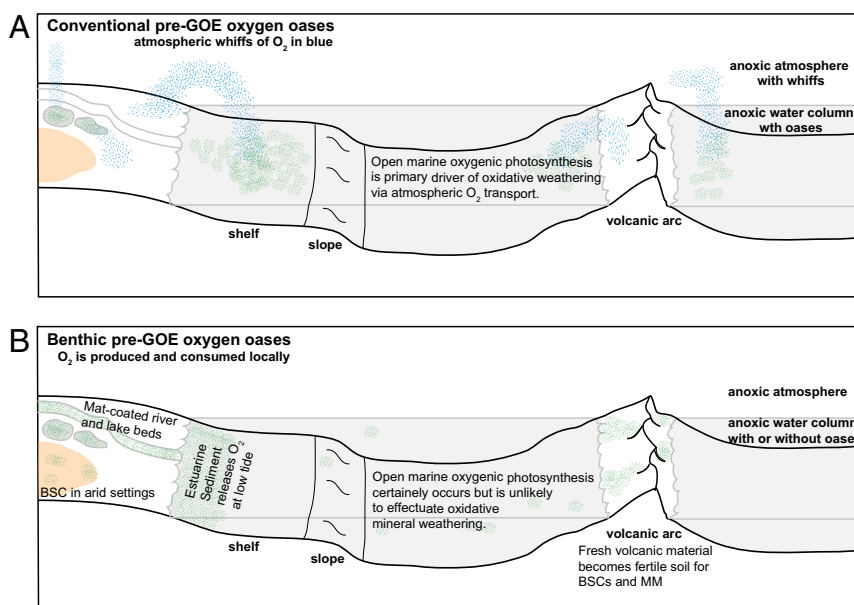 A
Conventional pre-GOE oxygen oases
atmospheric whiffs of O2 in blue
anoxic atmosphere
with whiffs
anoxic water column
wth oases
Open marine oxygenic photosynthesis
is primary driver of oxidative weathering
via atmospheric O2 transport.
shelf
slope
volcanic arc
B
Benthic pre-GOE oxygen oases
O2 is produced and consumed locally
anoxic atmosphere
Mat-coated river
and lake beds
anoxic water column
with or without oase
Estuarine
Sediment
releases O2
at low tide
BSC in arid settings
Open marine oxygenic photosynthesis
certainely occurs but is unlikely
to effectuate oxidative
mineral weathering.
shelf
slope
volcanic arc
Fresh volcanic material
becomes fertile soil for
BSCs and MM